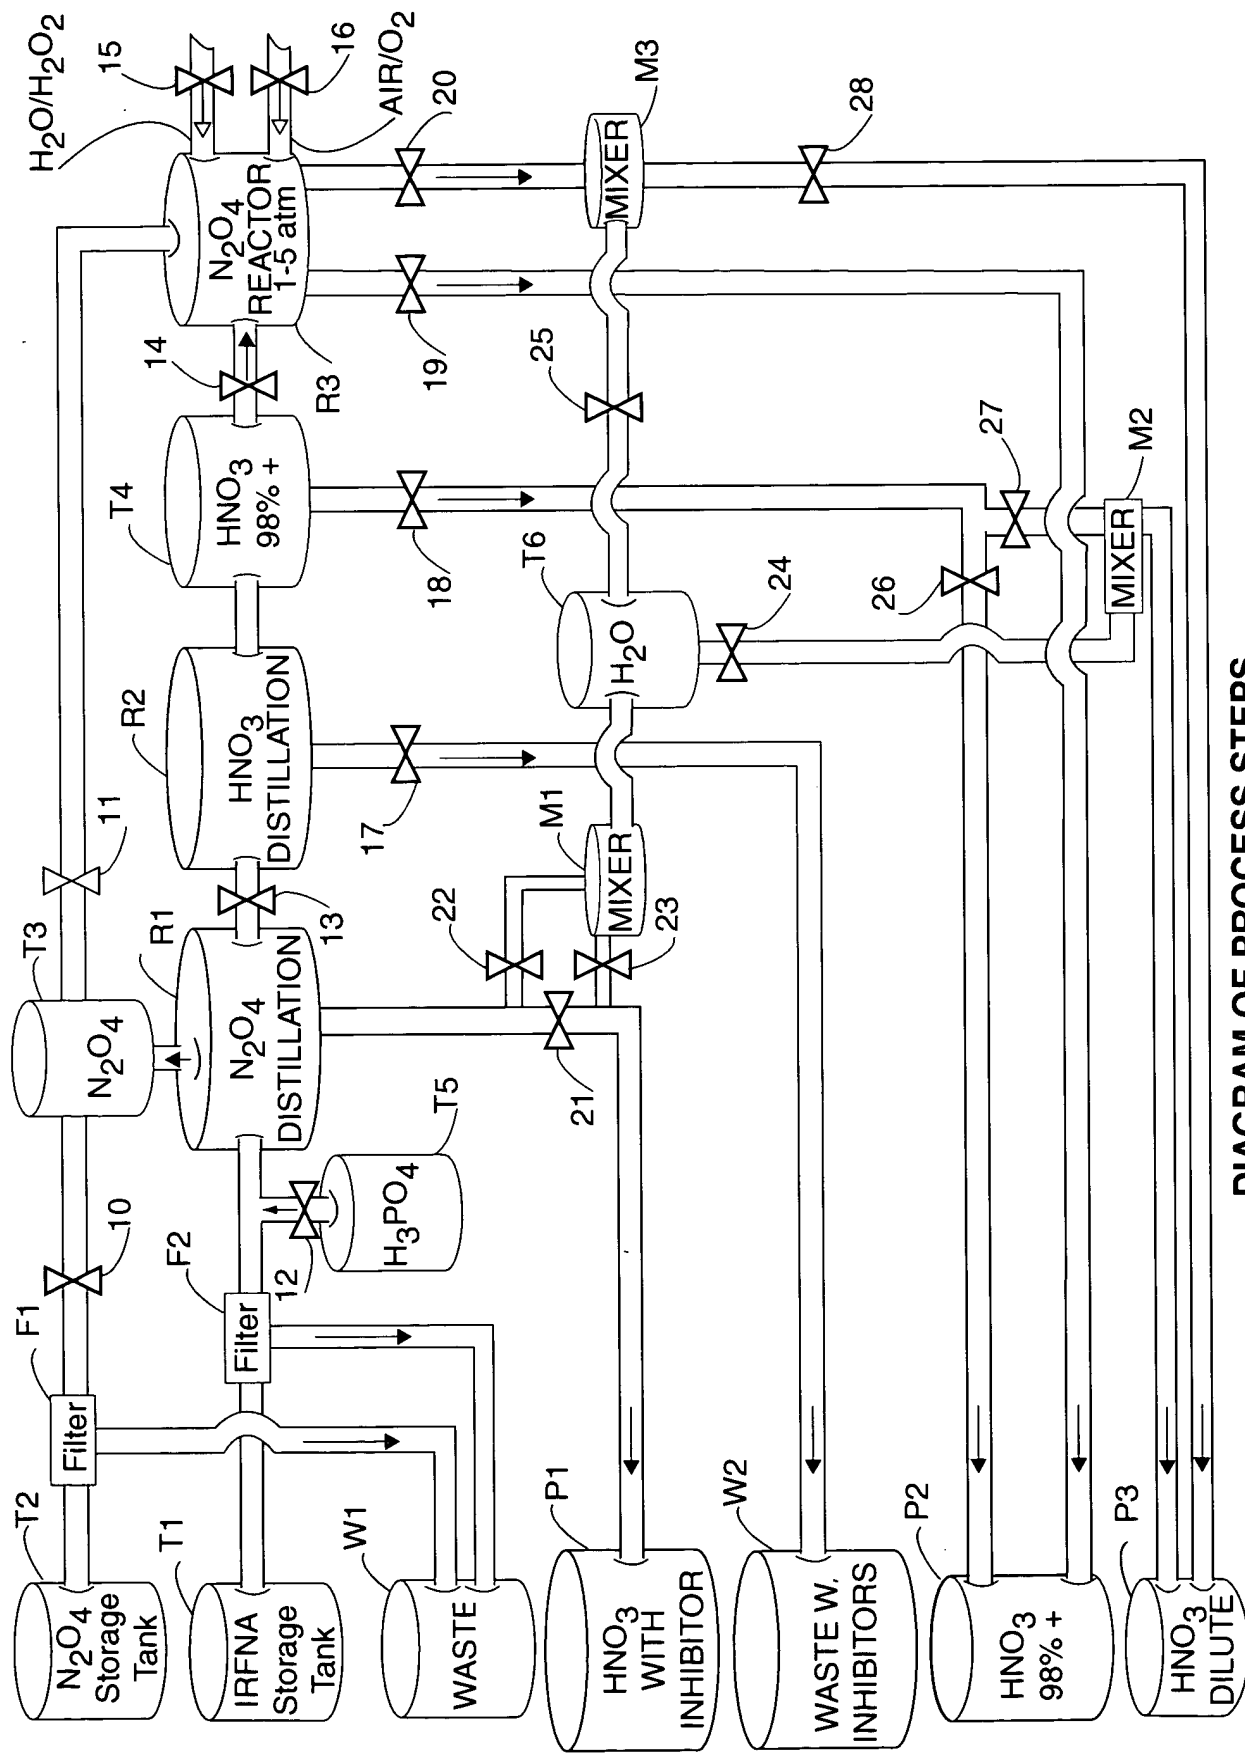 T2
N2O4
Storage
Tank
F1
Filter
10
T3
N2O4
11
H2O/H2O2
15
16
AIR/O2
T1
IRFNA
Storage
Tank
F2
Filter
12
T5
H3PO4
R1
N2O4
DISTILLATION
13
R2
HNO3
DISTILLATION
T4
HNO3
98% +
14
R3
N2O4
REACTOR
1-5 atm
W1
WASTE
17
18
19
20
P1
HNO3
WITH
INHIBITOR
21
22
23
M1
MIXER
T6
H2O
24
25
M3
MIXER
W2
WASTE W.
INHIBITORS
28
P2
HNO3
98% +
26
27
M2
MIXER
P3
HNO3
DILUTE
DIAGRAM OF PROCESS STEPS